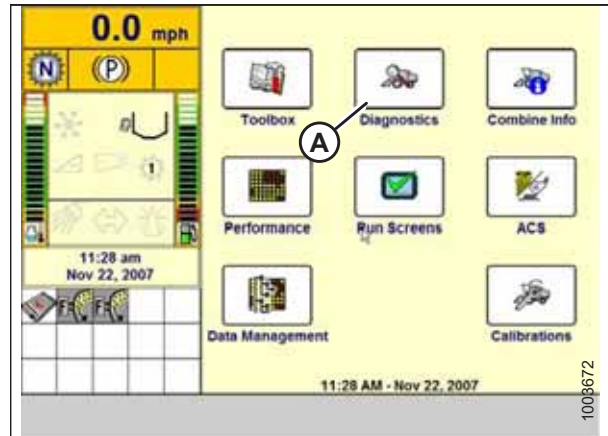 0.0 mph
N
(P)
1
11:28 am
Nov 22, 2007
F
F
Toolbox
Diagnostics
Combine Info
A
Performance
Run Screens
ACS
Data Management
Calibrations
11:28 AM - Nov 22, 2007
1003672